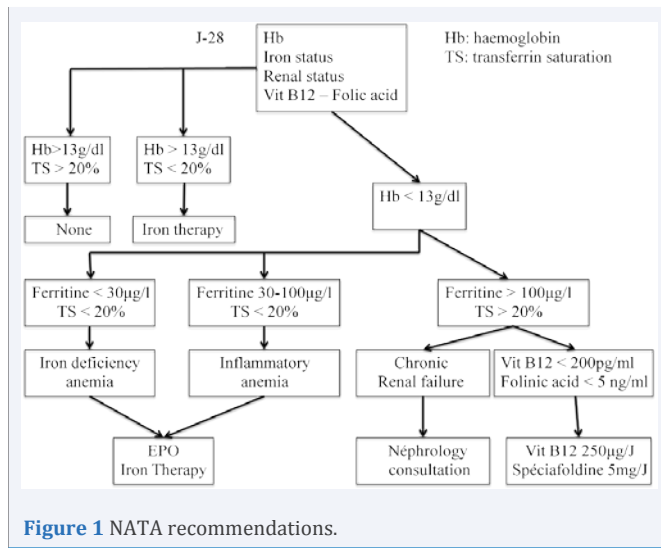 J-28
Hb
Iron status
Renal status
Vit B12 – Folic acid
Hb: haemoglobin
TS: transferrin saturation
Hb>13g/dl
TS > 20%
Hb > 13g/dl
TS < 20%
None
Iron therapy
Hb < 13g/dl
Ferritine < 30µg/l
TS < 20%
Ferritine 30-100µg/l
TS < 20%
Ferritine > 100µg/l
TS > 20%
Iron deficiency
anemia
Inflammatory
anemia
Chronic
Renal failure
Vit B12 < 200pg/ml
Folinic acid < 5 ng/ml
EPO
Iron Therapy
Néphrology
consultation
Vit B12 250µg/J
Spéciafoldine 5mg/J
Figure 1 NATA recommendations.